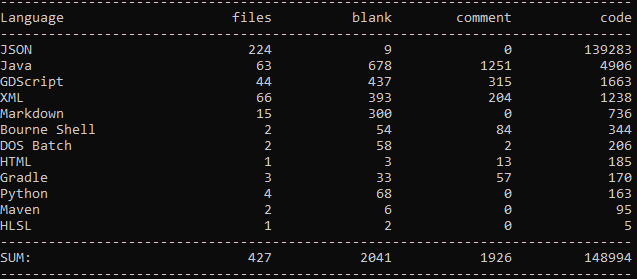 --------------------------------------------------------------------------------
Language                     files          blank        comment           code
--------------------------------------------------------------------------------
JSON                           224              9              0         139283
Java                            63            678           1251           4906
GDScript                        44            437            315           1663
XML                             66            393            204           1238
Markdown                        15            300              0            736
Bourne Shell                     2             54             84            344
DOS Batch                        2             58              2            206
HTML                             1              3             13            185
Gradle                           3             33             57            170
Python                           4             68              0            163
Maven                            2              6              0             95
HLSL                             1              2              0              5
--------------------------------------------------------------------------------
SUM:                           427           2041           1926         148994
--------------------------------------------------------------------------------